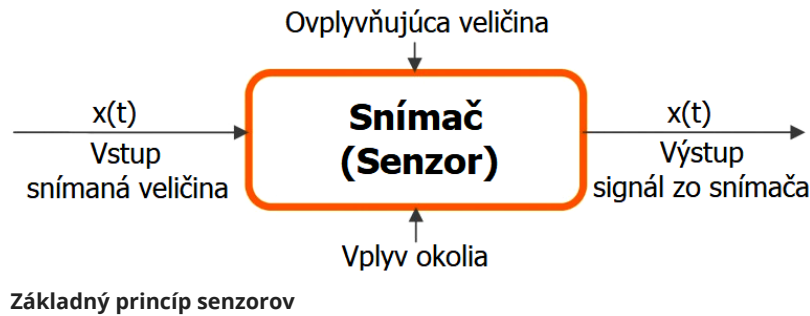 Ovplyvňujúca veličina
x(t)
Vstup
snímaná veličina
Snímač
(Senzor)
x(t)
Výstup
signál zo snímača
Vplyv okolia
Základný princíp senzorov